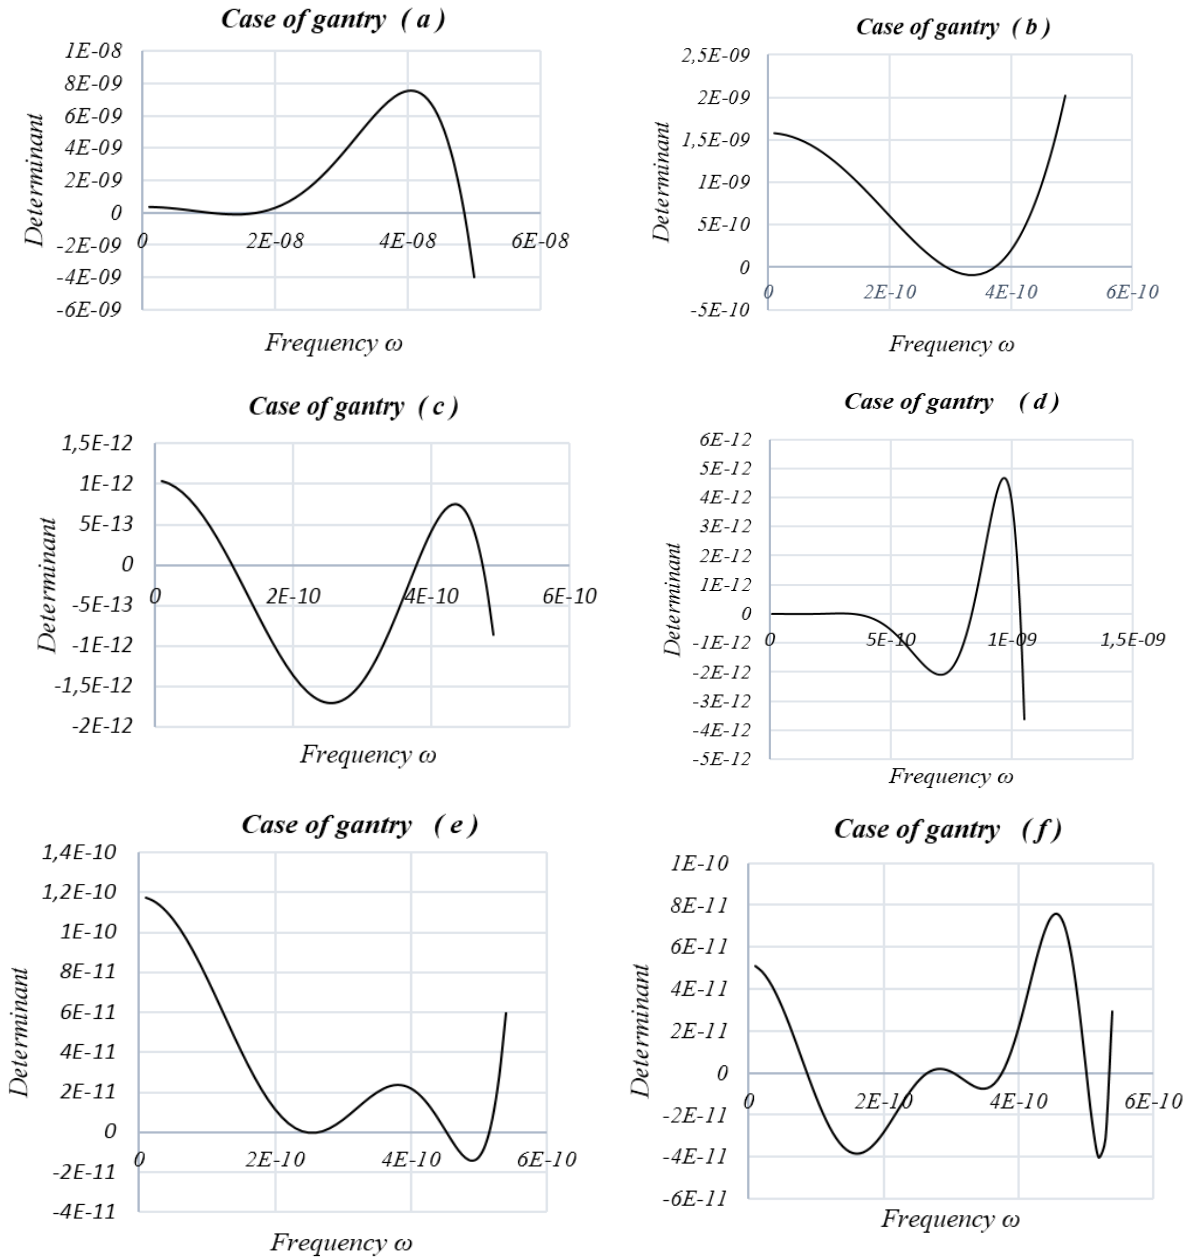 Case of gantry ( a )
1E-08
8E-09
6E-09
4E-09
2E-09
0
-2E-09
-4E-09
-6E-09
0
2E-08
4E-08
6E-08
Determinant
Frequency ω
Case of gantry ( b )
2,5E-09
2E-09
1,5E-09
1E-09
5E-10
0
-5E-10
0
2E-10
4E-10
6E-10
Determinant
Frequency ω
Case of gantry ( c )
1,5E-12
1E-12
5E-13
0
-5E-13
-1E-12
-1,5E-12
-2E-12
0
2E-10
4E-10
6E-10
Determinant
Frequency ω
Case of gantry ( d )
6E-12
5E-12
4E-12
3E-12
2E-12
1E-12
0
-1E-12
-2E-12
-3E-12
-4E-12
-5E-12
0
5E-10
1E-09
1,5E-09
Determinant
Frequency ω
Case of gantry ( e )
1,4E-10
1,2E-10
1E-10
8E-11
6E-11
4E-11
2E-11
0
-2E-11
-4E-11
0
2E-10
4E-10
6E-10
Determinant
Frequency ω
Case of gantry ( f )
1E-10
8E-11
6E-11
4E-11
2E-11
0
-2E-11
-4E-11
-6E-11
0
2E-10
4E-10
6E-10
Determinant
Frequency ω